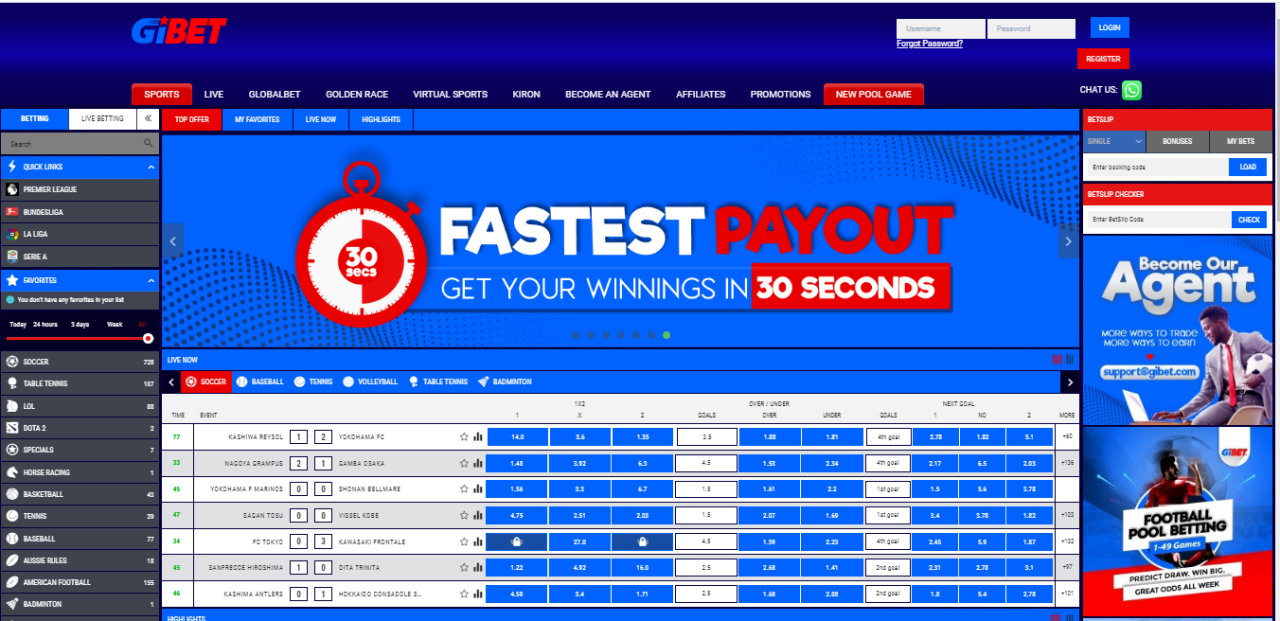 GiBET
Username Password LOGIN
Forgot Password?
REGISTER
SPORTS LIVE GLOBALBET GOLDEN RACE VIRTUAL SPORTS KIRON BECOME AN AGENT AFFILIATES PROMOTIONS NEW POOL GAME CHAT US:
BETTING LIVE BETTING « TOP OFFER MY FAVORITES LIVE NOW HIGHLIGHTS BETSLIP
Search
SINGLE BONUSES MY BETS
QUICK LINKS
Enter booking code LOAD
PREMIER LEAGUE
BETSLIP CHECKER
BUNDESLIGA
Enter BetSlip Code CHECK
LA LIGA
SERIE A
FAVORITES
You don't have any favorites in your list
Today 24 hours 3 days Week All
30
secs
FASTEST PAYOUT
GET YOUR WINNINGS IN 30 SECONDS
Become Our
Agent
MORE WAYS TO TRADE
MORE WAYS TO EARN
support@gibet.com
SOCCER 728
TABLE TENNIS 107
LOL 88
DOTA 2 2
SPECIALS 7
HORSE RACING 1
BASKETBALL 43
TENNIS 29
BASEBALL 77
AUSSIE RULES 18
AMERICAN FOOTBALL 155
BADMINTON 1
LIVE NOW
SOCCER BASEBALL TENNIS VOLLEYBALL TABLE TENNIS BADMINTON
1X2 OVER / UNDER NEXT GOAL
TIME EVENT 1 X 2 GOALS OVER UNDER GOALS 1 NO 2 MORE
77 KASHIWA REYSOL 1 2 YOKOHAMA FC 14.0 3.6 1.35 3.5 1.88 1.81 4th goal 2.78 1.82 5.1 +60
33 NAGOYA GRAMPUS 2 1 GAMBA OSAKA 1.48 3.92 6.3 4.5 1.53 2.34 4th goal 2.17 6.5 2.03 +136
45 YOKOHAMA F MARINOS 0 0 SHONAN BELLMARE 1.56 3.3 6.7 1.5 1.61 2.2 1st goal 1.5 5.6 3.78
47 SAGAN TOSU 0 0 VISSEL KOBE 4.75 2.51 2.03 1.5 2.07 1.69 1st goal 3.4 3.78 1.82 +103
34 FC TOKYO 0 3 KAWASAKI FRONTALE 27.0 4.5 1.59 2.23 4th goal 2.45 5.9 1.87 +132
45 SANFRECCE HIROSHIMA 1 0 OITA TRINITA 1.22 4.92 16.0 2.5 2.68 1.41 2nd goal 2.31 2.78 3.1 +97
46 KASHIMA ANTLERS 0 1 HOKKAIDO CONSADOLE S... 4.58 3.4 1.71 2.5 1.68 2.08 2nd goal 1.8 5.4 2.78 +101
HIGHLIGHTS
GiBET
FOOTBALL
POOL BETTING
1-49 Games
PREDICT DRAW, WIN BIG.
GREAT ODDS ALL WEEK